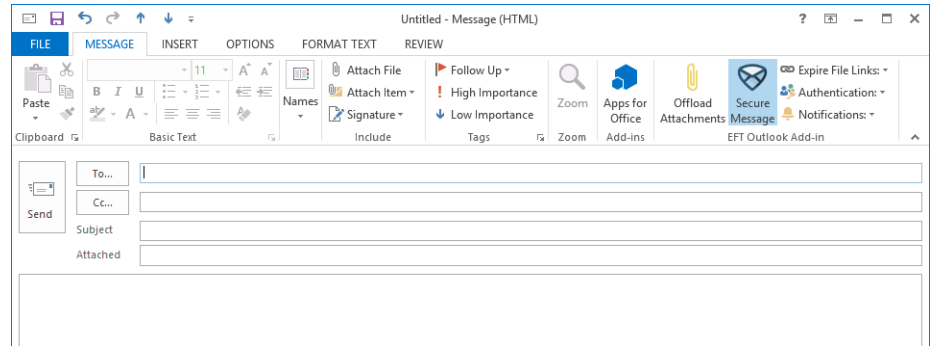 Untitled - Message (HTML)
FILE MESSAGE INSERT OPTIONS FORMAT TEXT REVIEW
11 A A Attach File Follow Up Expire File Links:
B I U Attach Item High Importance Authentication:
Paste Names Zoom Apps for Office Offload Attachments Secure Message
ab A Signature Low Importance Notifications:
Clipboard Basic Text Include Tags Zoom Add-ins EFT Outlook Add-in
To...
Cc...
Send
Subject
Attached